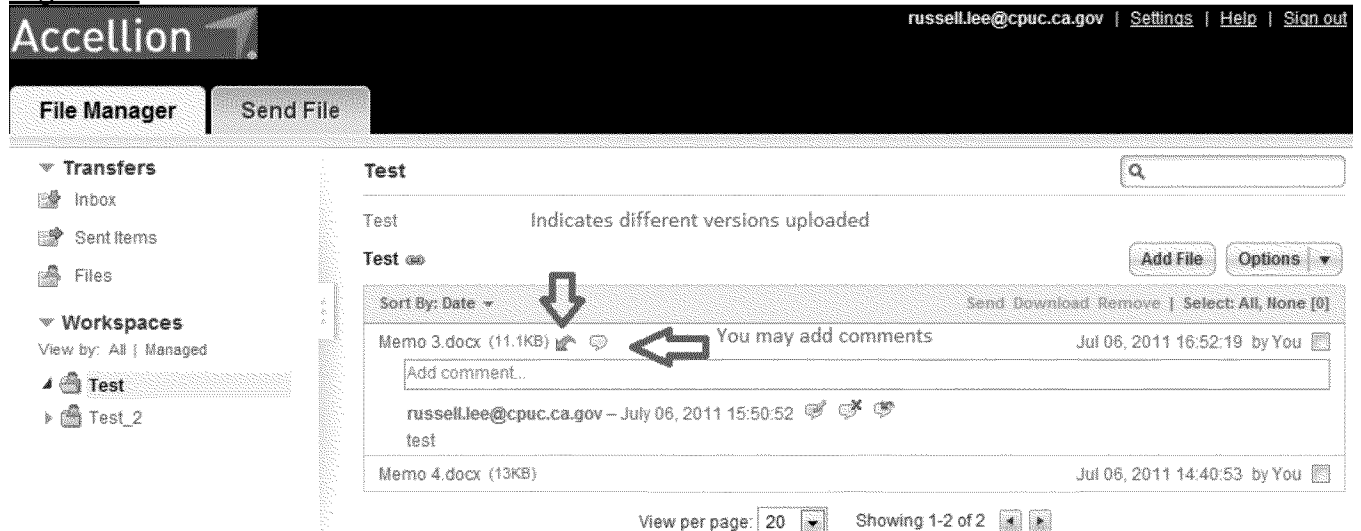 russell.lee@cpuc.ca.gov | Settings | Help | Sign out
Accellion
File Manager
Send File
Transfers
Inbox
Sent Items
Files
Workspaces
View by: All | Managed
Test
Test_2
Test
Test
Indicates different versions uploaded
Test
Add File
Options
Sort By: Date
Send Download Remove | Select: All, None [0]
Memo 3.docx (11.1KB)
You may add comments
Jul 06, 2011 16:52:19 by You
Add comment...
russell.lee@cpuc.ca.gov – July 06, 2011 15:50:52
test
Memo 4.docx (13KB)
Jul 06, 2011 14:40:53 by You
View per page: 20
Showing 1-2 of 2